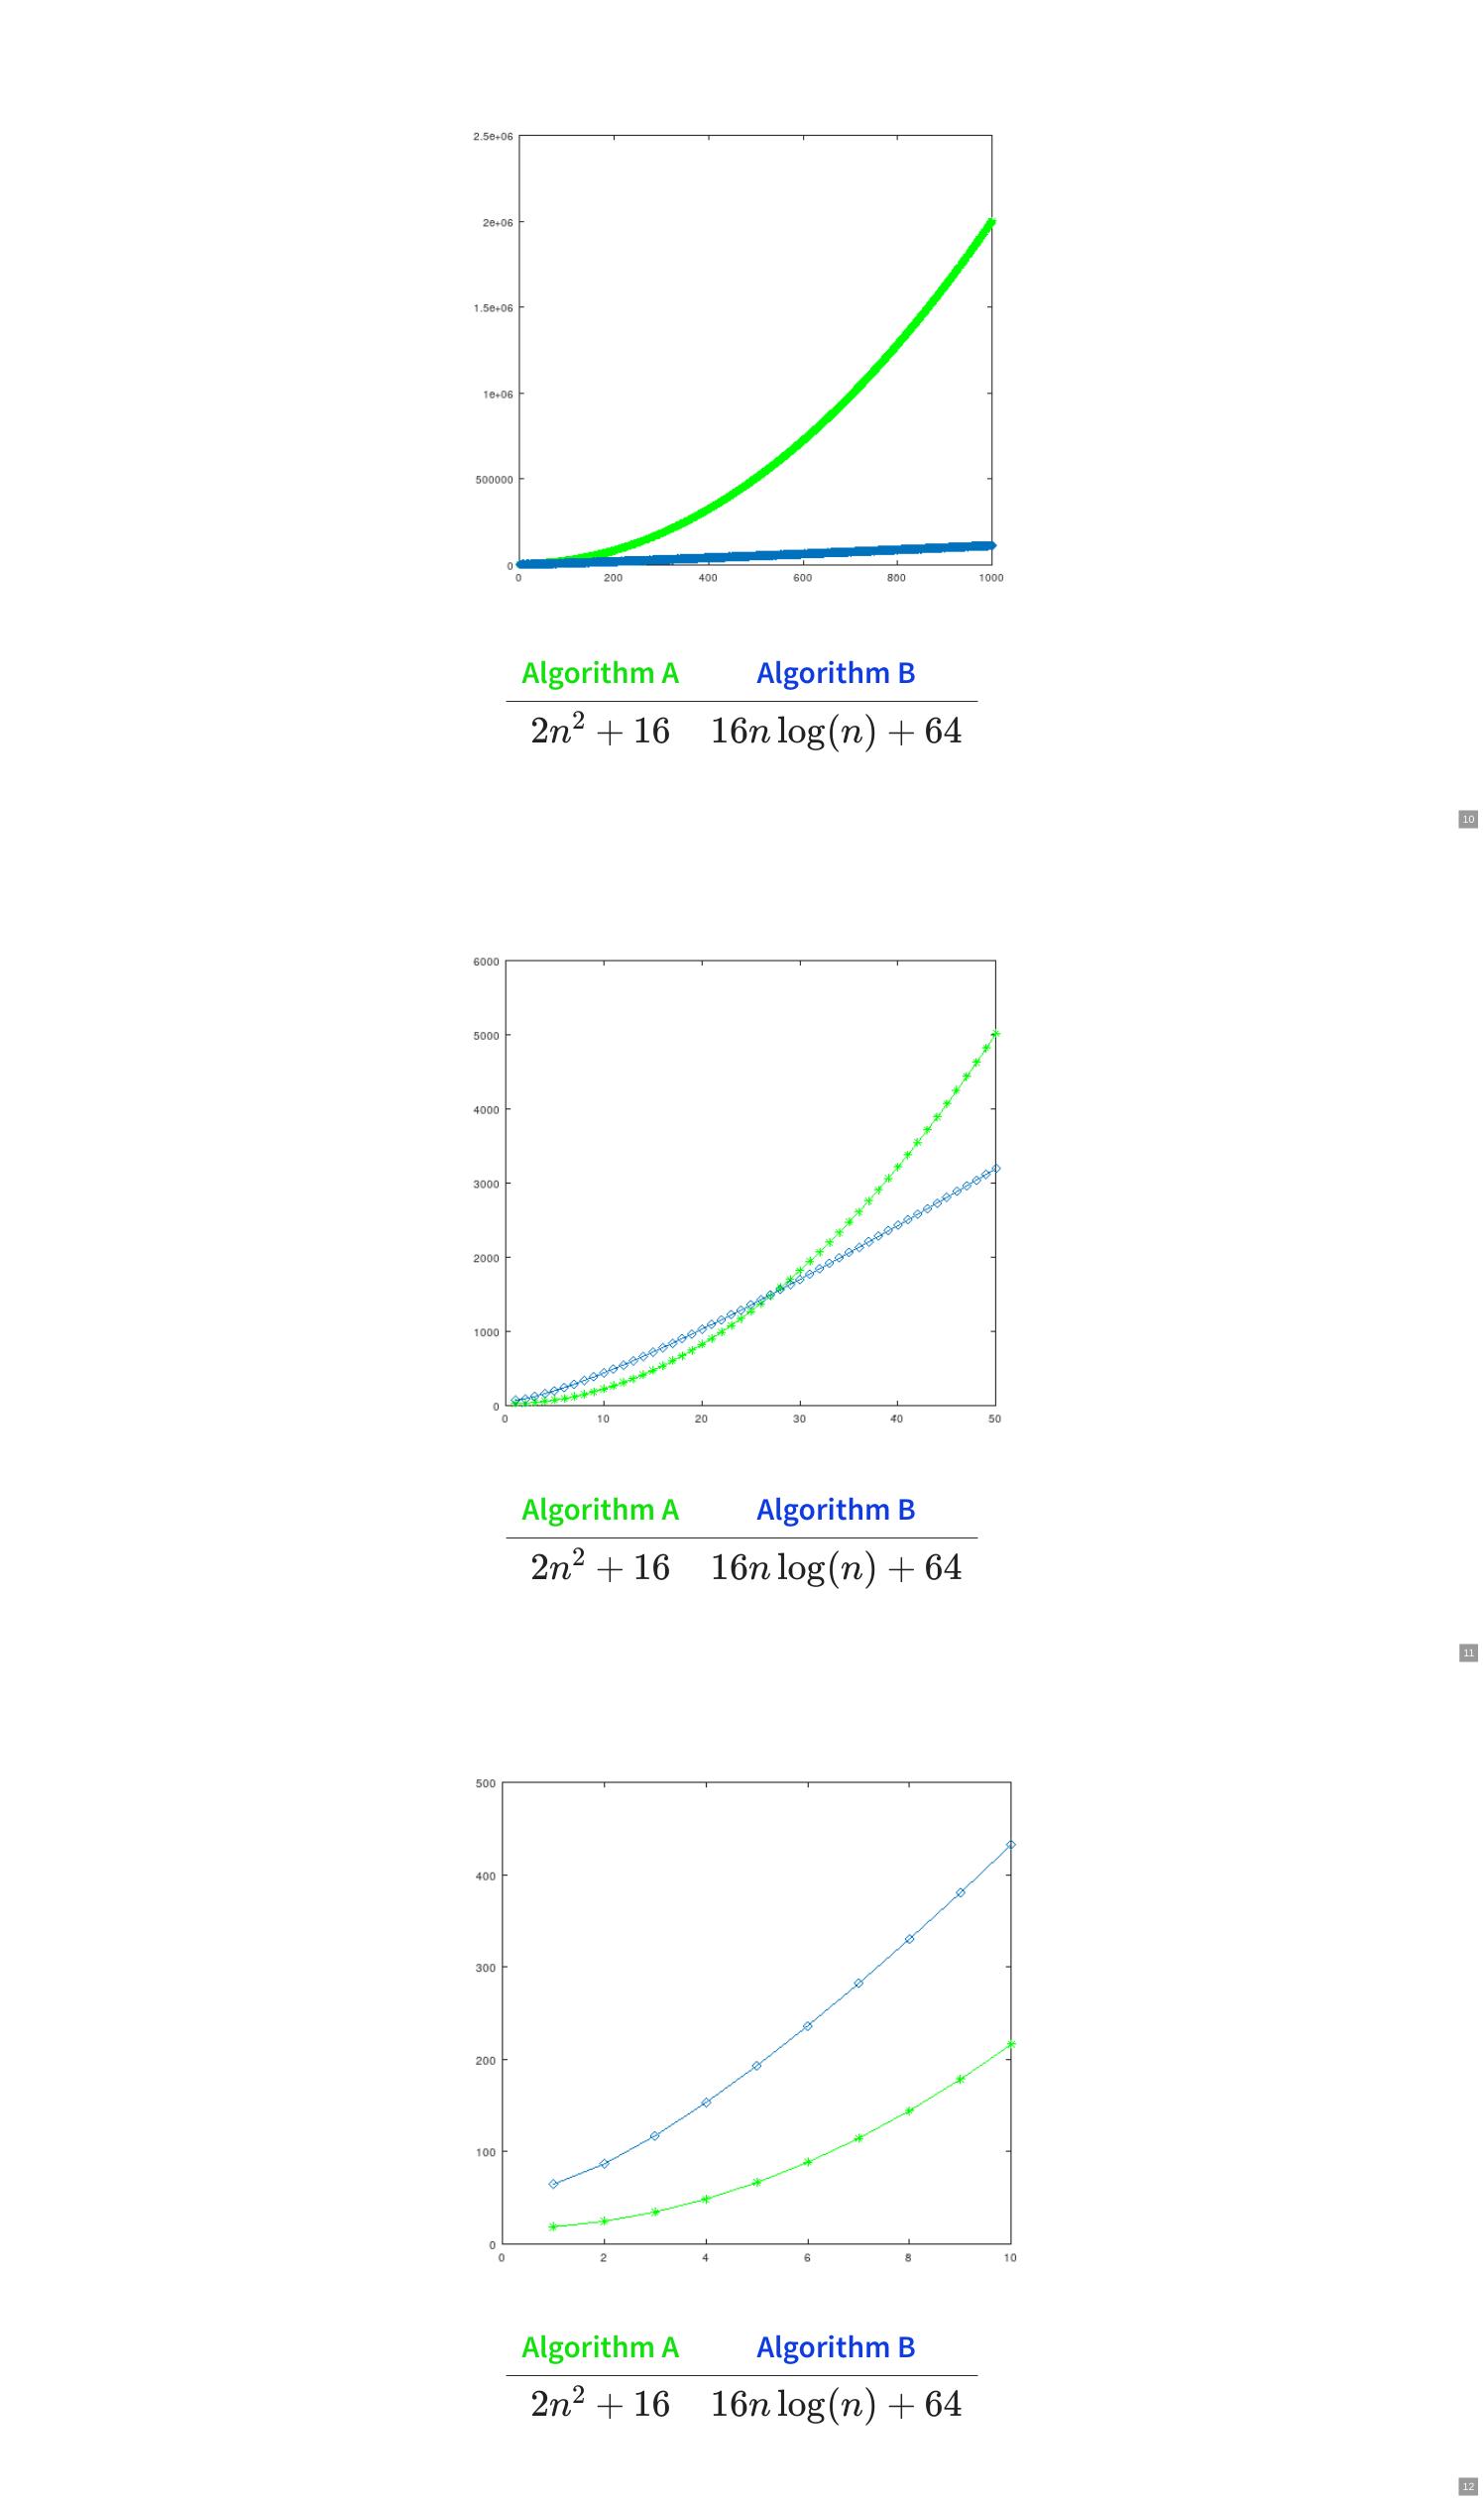 2.5e+06
2e+06
1.5e+06
1e+06
500000
0
0 200 400 600 800 1000
Algorithm A Algorithm B
2n² + 16 16n log(n) + 64
10
6000
5000
4000
3000
2000
1000
0
0 10 20 30 40 50
Algorithm A Algorithm B
2n² + 16 16n log(n) + 64
11
500
400
300
200
100
0
0 2 4 6 8 10
Algorithm A Algorithm B
2n² + 16 16n log(n) + 64
12